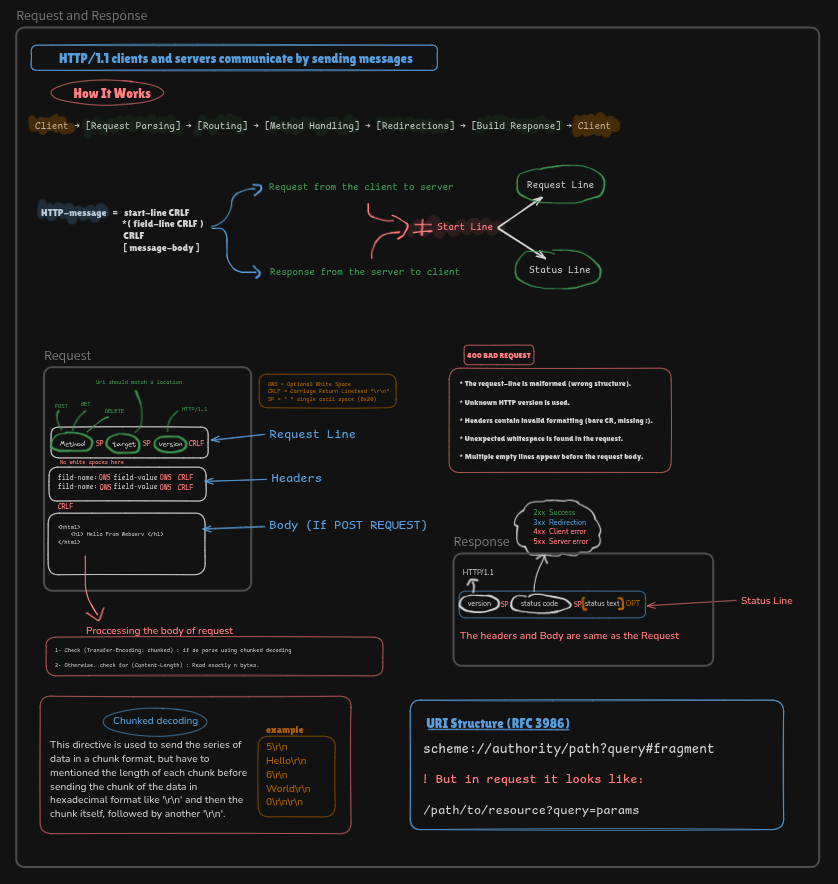 Request and Response
HTTP/1.1 clients and servers communicate by sending messages
How It Works
Client → [Request Parsing] → [Routing] → [Method Handling] → [Redirections] → [Build Response] → Client
HTTP-message = start-line CRLF
*( field-line CRLF )
CRLF
[ message-body ]
Request from the client to server
Response from the server to client
# Start Line
Request Line
Status Line
Request
Uri should match a location
POST
GET
DELETE
HTTP/1.1
Method SP target SP version CRLF
No white spaces here
fild-name: OWS field-value OWS CRLF
fild-name: OWS field-value OWS CRLF
CRLF
<hhtml>
<h1> Hello From Webserv </h1>
</html>
OWS = Optional White Space
CRLF = Carriage Return Linefeed "\r\n"
SP = " " single ascii space (0x20)
Request Line
Headers
Body (If POST REQUEST)
Proccessing the body of request
1- Check (Transfer-Encoding: chunked) : if so parse using chunked decoding
2- Otherwise. check for (Content-Length) : Read exactly n bytes.
400 BAD REQUEST
* The request-line is malformed (wrong structure).
* Unknown HTTP version is used.
* Headers contain invalid formatting (bare CR, missing :).
* Unexpected whitespace is found in the request.
* Multiple empty lines appear before the request body.
Response
2xx Success
3xx Redirection
4xx Client error
5xx Server error
HTTP/1.1
version SP status code SP [status text] OPT
Status Line
The headers and Body are same as the Request
Chunked decoding
This directive is used to send the series of
data in a chunk format, but have to
mentioned the length of each chunk before
sending the chunk of the data in
hexadecimal format like '\r\n' and then the
chunk itself, followed by another '\r\n'.
example
5\r\n
Hello\r\n
6\r\n
World\r\n
0\r\n\r\n
URI Structure (RFC 3986)
scheme://authority/path?query#fragment
! But in request it looks like:
/path/to/resource?query=params